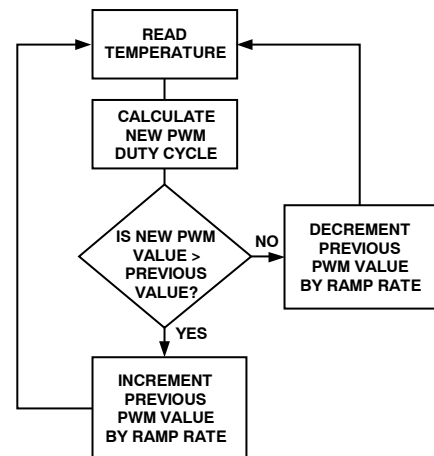 READ
TEMPERATURE
CALCULATE
NEW PWM
DUTY CYCLE
IS NEW PWM
VALUE >
PREVIOUS
VALUE?
NO
DECREMENT
PREVIOUS
PWM VALUE
BY RAMP RATE
YES
INCREMENT
PREVIOUS
PWM VALUE
BY RAMP RATE